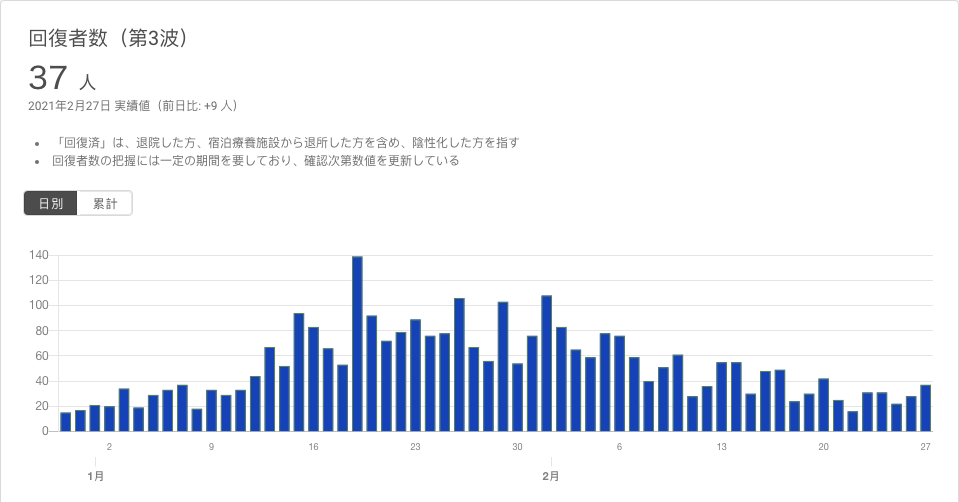 回復者数（第3波）
37 人
2021年2月27日 実績値（前日比: +9 人）
• 「回復済」は、退院した方、宿泊療養施設から退所した方を含め、陰性化した方を指す
• 回復者数の把握には一定の期間を要しており、確認次第数値を更新している
日別 累計
140
120
100
80
60
40
20
0
2 9 16 23 30 6 13 20 27
1月 2月